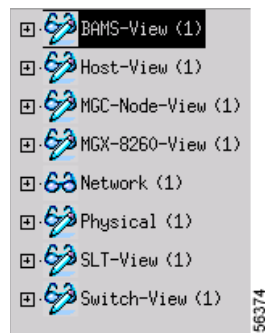 BAMS-View (1)
Host-View (1)
MGC-Node-View (1)
MGX-8260-View (1)
Network (1)
Physical (1)
SLT-View (1)
Switch-View (1)
56374